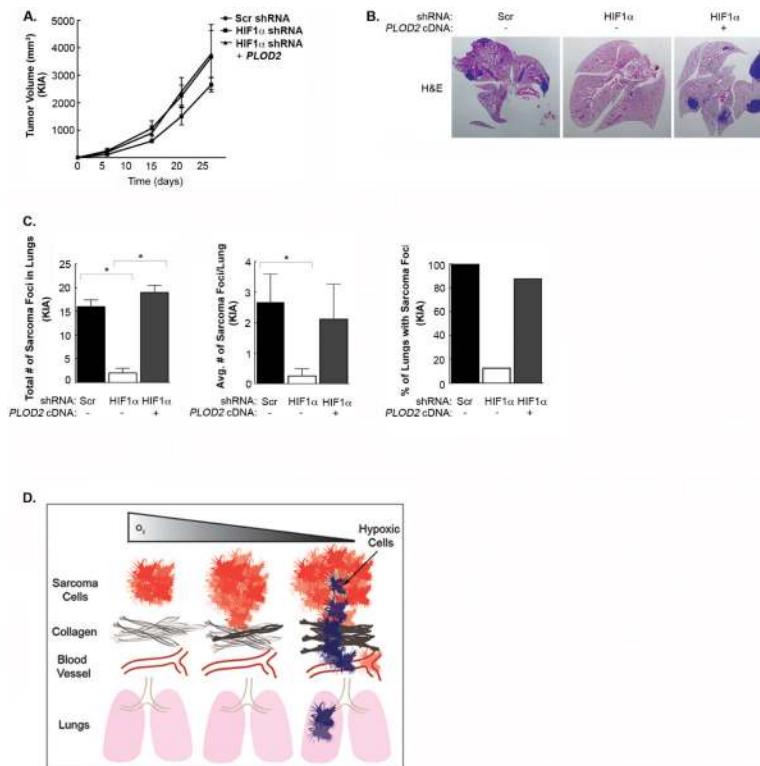 A.
Scr shRNA
HIF1α shRNA
HIF1α shRNA
+ PLOD2
Tumor Volume (mm³)
(KIA)
5000
4000
3000
2000
1000
0 5 10 15 20 25
Time (days)
B.
shRNA: Scr HIF1α HIF1α
PLOD2 cDNA: - - +
H&E
C.
Total # of Sarcoma Foci in Lungs
(KIA)
25
20
15
10
5
0
* *
shRNA: Scr HIF1α HIF1α
PLOD2 cDNA: - - +
Avg. # of Sarcoma Foci/Lung
(KIA)
4
3
2
1
0
*
shRNA: Scr HIF1α HIF1α
PLOD2 cDNA: - - +
% of Lungs with Sarcoma Foci
(KIA)
100
80
60
40
20
0
shRNA: Scr HIF1α HIF1α
PLOD2 cDNA: - - +
D.
O₂
Hypoxic
Cells
Sarcoma
Cells
Collagen
Blood
Vessel
Lungs